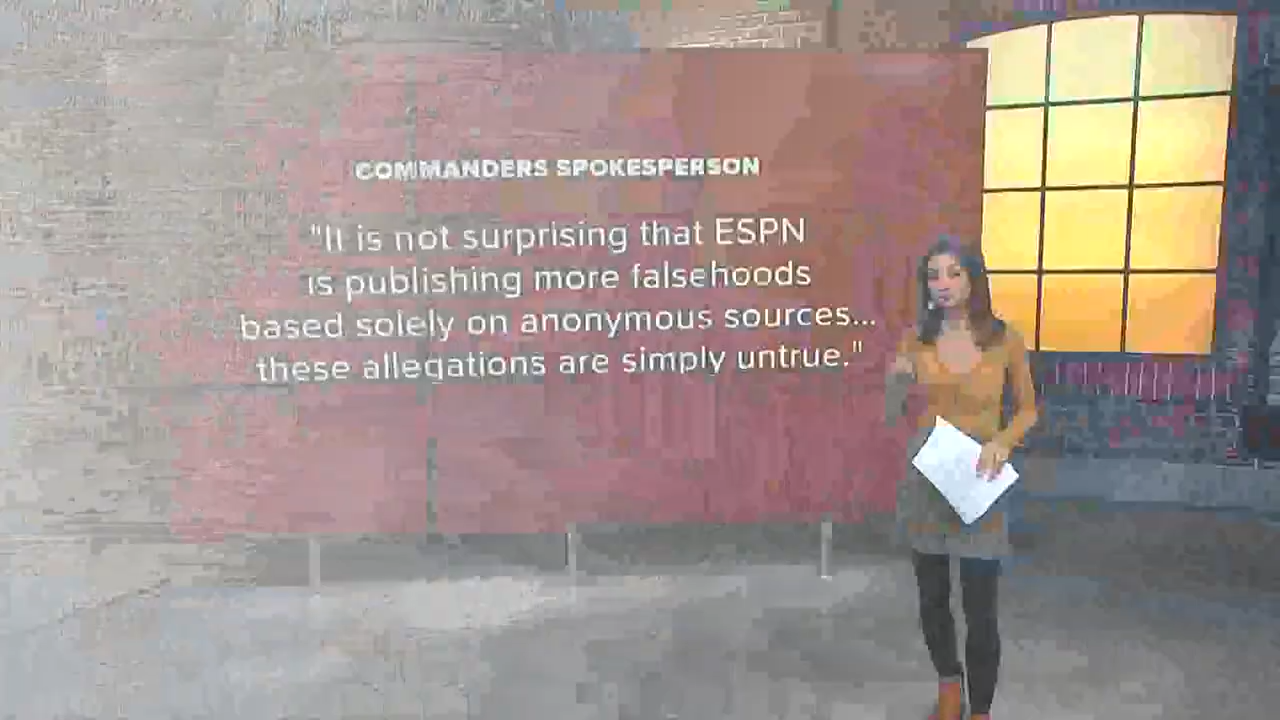 COMMANDERS SPOKESPERSON
"It is not surprising that ESPN
is publishing more falsehoods
based solely on anonymous sources...
these allegations are simply untrue."